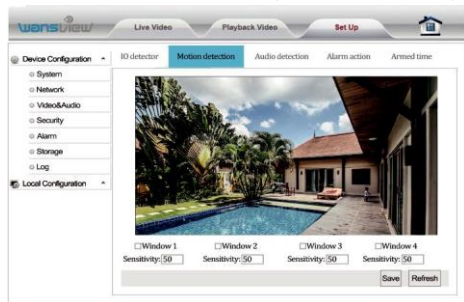 wansview
Live Video
Playback Video
Set Up
Device Configuration
System
Network
Video&Audio
Security
Alarm
Storage
Log
Local Configuration
IO detector
Motion detection
Audio detection
Alarm action
Armed time
Window 1
Window 2
Window 3
Window 4
Sensitivity: 50
Sensitivity: 50
Sensitivity: 50
Sensitivity: 50
Save
Refresh